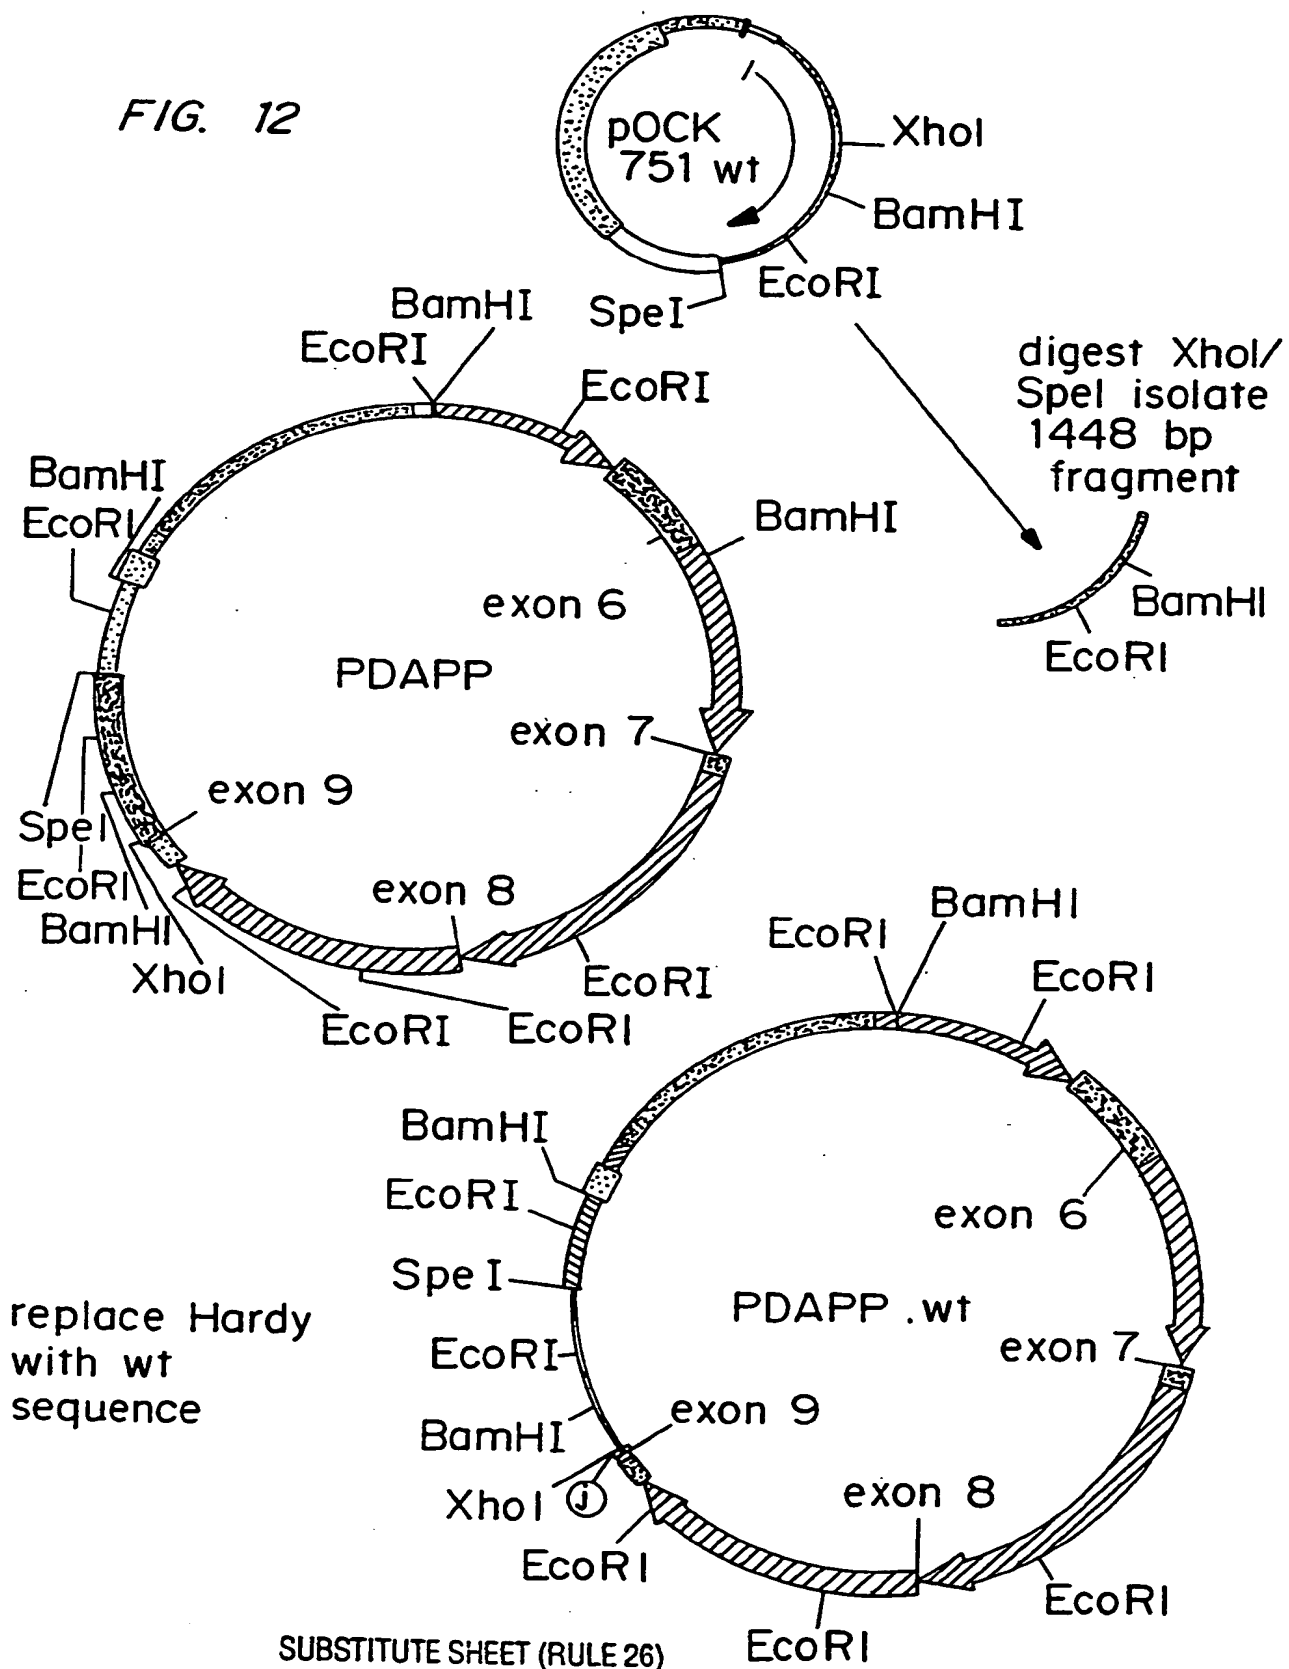 FIG. 12
pOCK
751 wt
XhoI
BamHI
EcoRI
SpeI
digest XhoI/
SpeI isolate
1448 bp
fragment
BamHI
EcoRI
BamHI
EcoRI
EcoRI
BamHI
EcoRI
BamHI
exon 6
PDAPP
exon 7
exon 9
SpeI
EcoRI
BamHI
XhoI
exon 8
EcoRI
EcoRI
EcoRI
BamHI
EcoRI
EcoRI
BamHI
EcoRI
SpeI
exon 6
PDAPP.wt
replace Hardy
with wt
sequence
exon 7
EcoRI
exon 9
BamHI
XhoI
J
exon 8
EcoRI
EcoRI
EcoRI
SUBSTITUTE SHEET (RULE 26)